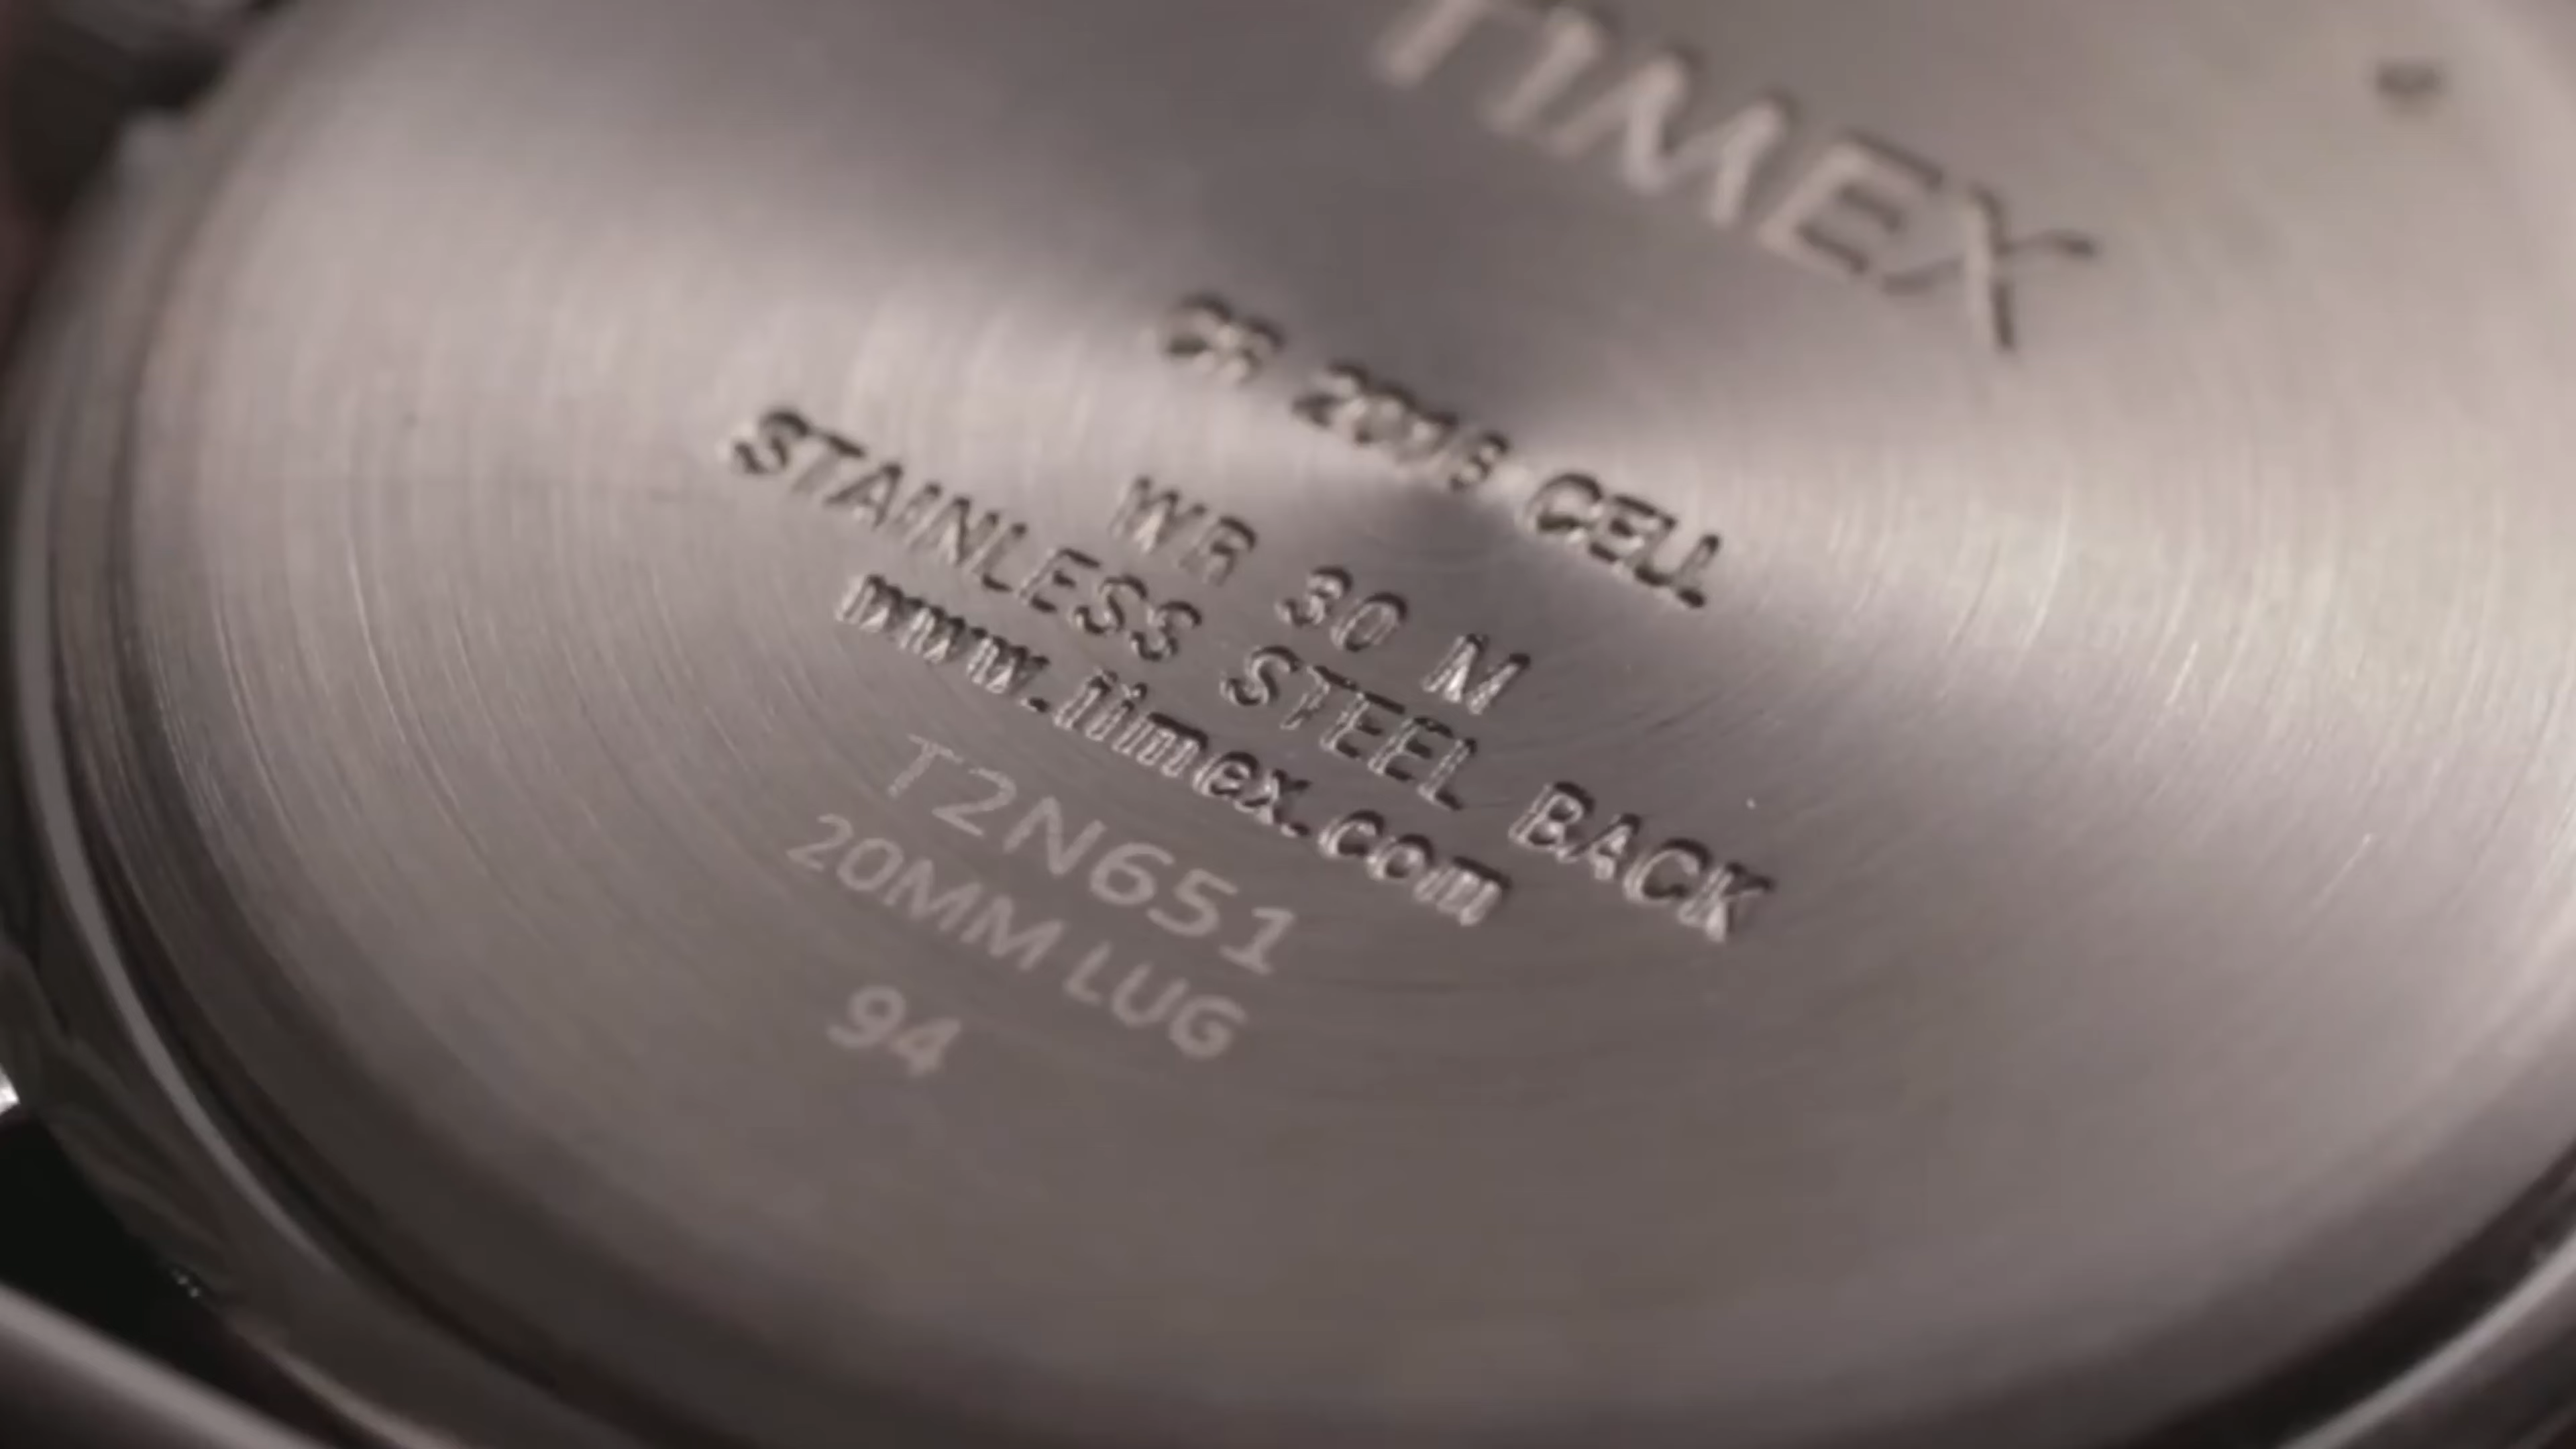 TIMEX
CR 2016 CELL
WR 30 M
STAINLESS STEEL BACK
www.timex.com
T2N651
20MM LUG
94